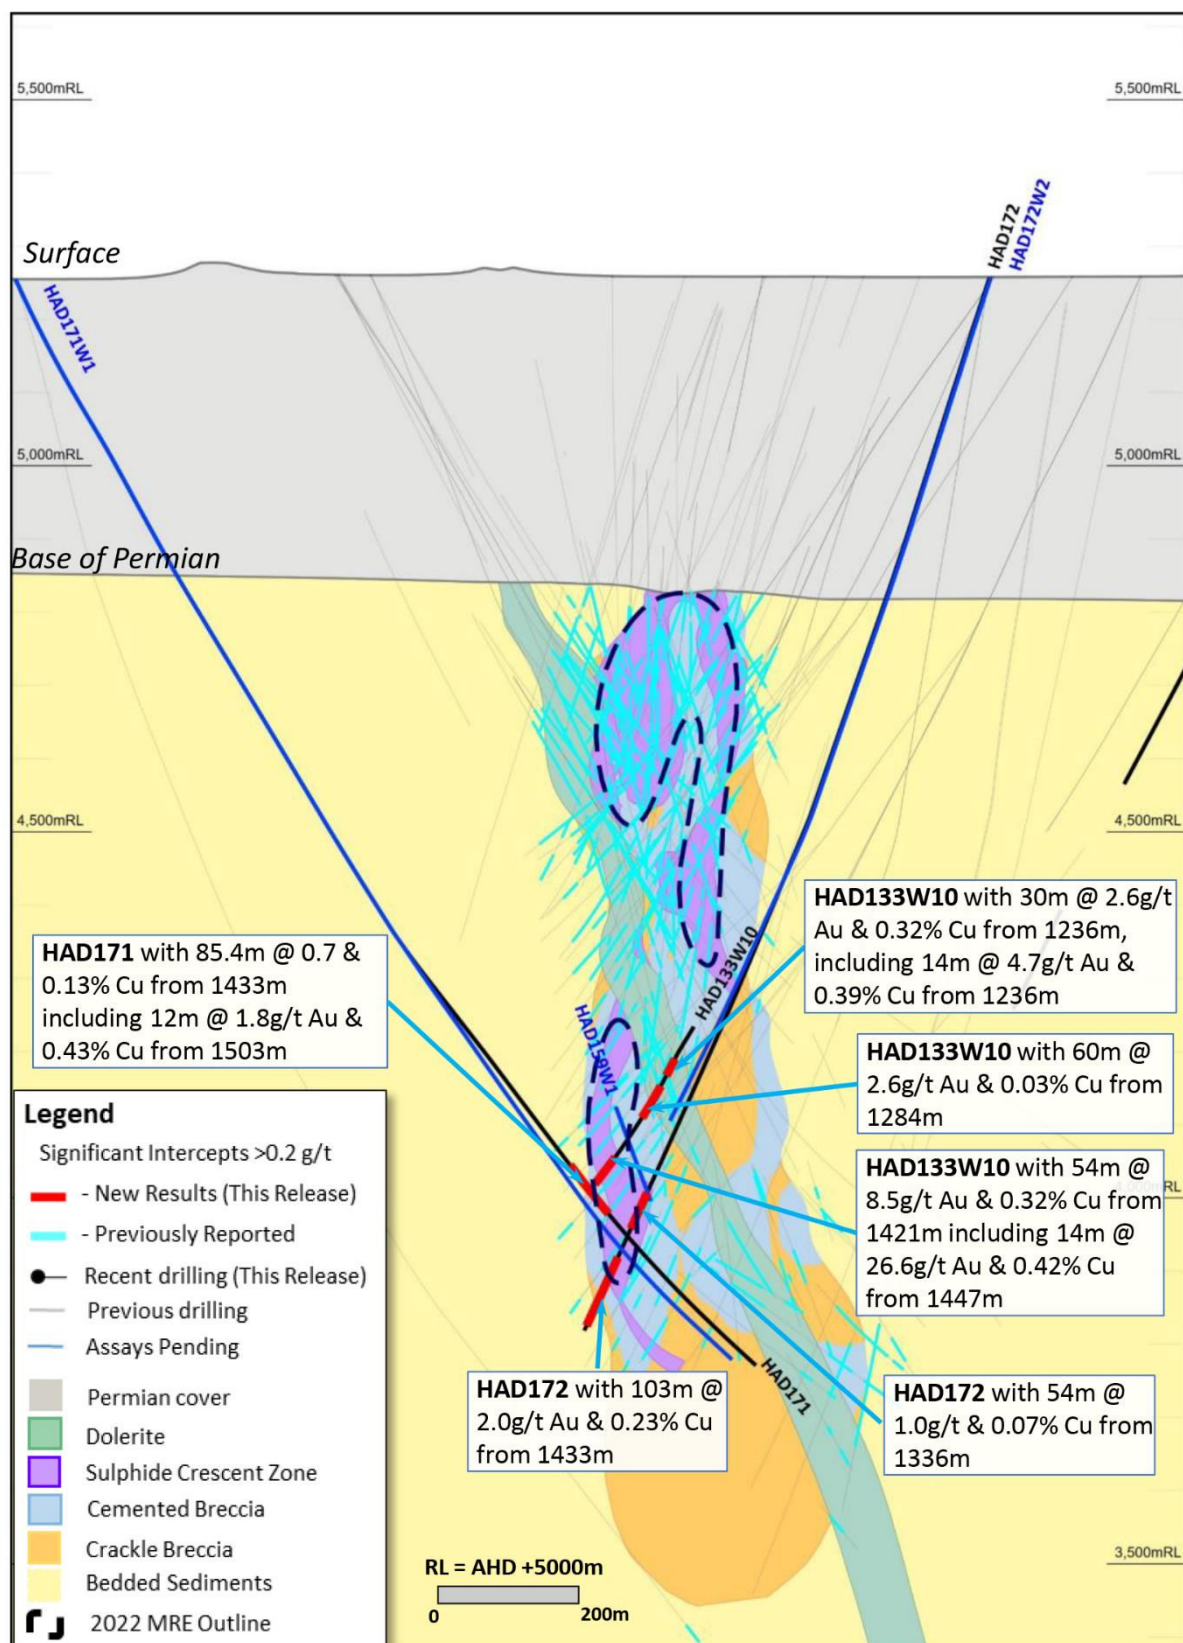 5,500mRL
5,500mRL
HAD172
HAD172W2
Surface
HAD171W1
5,000mRL
5,000mRL
Base of Permian
4,500mRL
4,500mRL
HAD133W10 with 30m @ 2.6g/t
Au & 0.32% Cu from 1236m,
including 14m @ 4.7g/t Au &
0.39% Cu from 1236m
HAD133W10
HAD171 with 85.4m @ 0.7 &
0.13% Cu from 1433m
including 12m @ 1.8g/t Au &
0.43% Cu from 1503m
HAD159W1
HAD133W10 with 60m @
2.6g/t Au & 0.03% Cu from
1284m
HAD133W10 with 54m @
8.5g/t Au & 0.32% Cu from
1421m including 14m @
26.6g/t Au & 0.42% Cu
from 1447m
RL
Legend
Significant Intercepts >0.2 g/t
- New Results (This Release)
- Previously Reported
Recent drilling (This Release)
Previous drilling
Assays Pending
Permian cover
Dolerite
Sulphide Crescent Zone
Cemented Breccia
Crackle Breccia
Bedded Sediments
2022 MRE Outline
HAD171
HAD172 with 103m @
2.0g/t Au & 0.23% Cu
from 1433m
HAD172 with 54m @
1.0g/t & 0.07% Cu from
1336m
3,500mRL
RL = AHD +5000m
0
200m